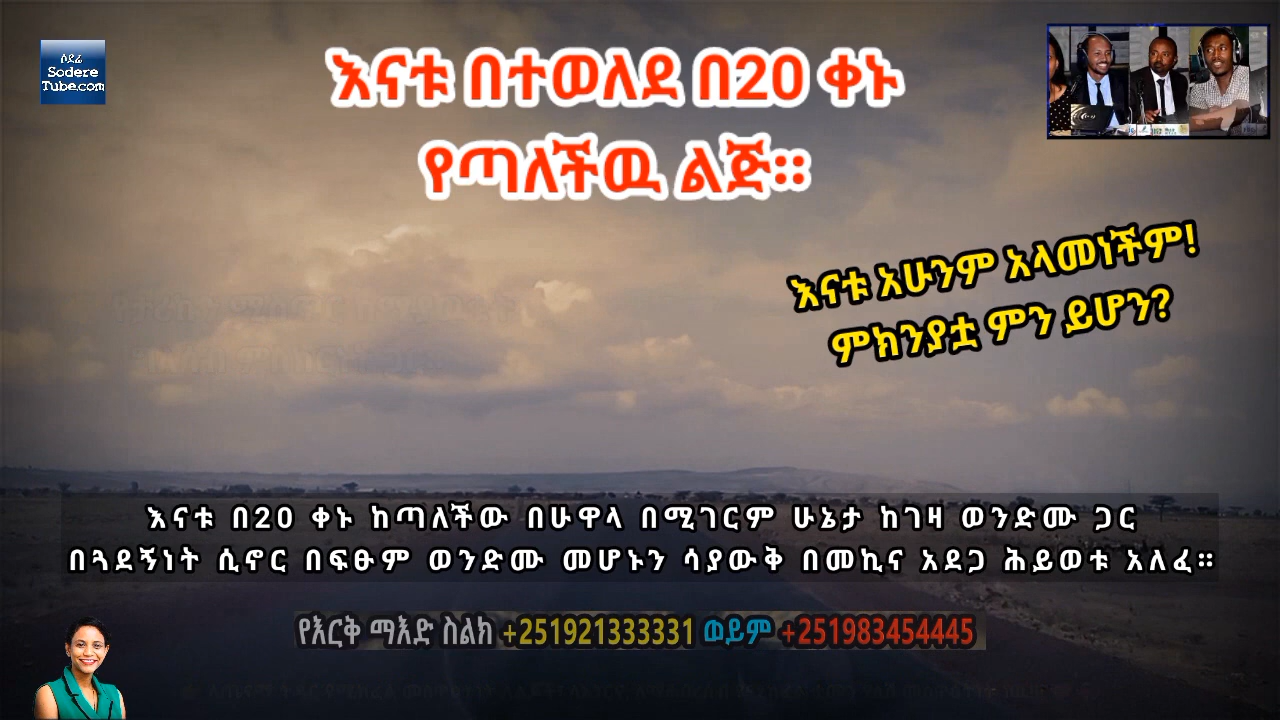 ሶደሬ
Sodere
Tube.com
እናቱ በተወለደ በ20 ቀኑ
የጣለችዉ ልጅ።
እናቱ አሁንም አላመነችም!
ምክንያቷ ምን ይሆን?
እናቱ በ20 ቀኑ ከጣለችው በሁዋላ በሚገርም ሁኔታ ከገዛ ወንድሙ ጋር
በጓደኝነት ሲኖር በፍፁም ወንድሙ መሆኑን ሳያውቅ በመኪና አደጋ ሕይወቱ አለፈ።
የእርቅ ማእድ ስልክ +251921333331 ወይም +251983454445